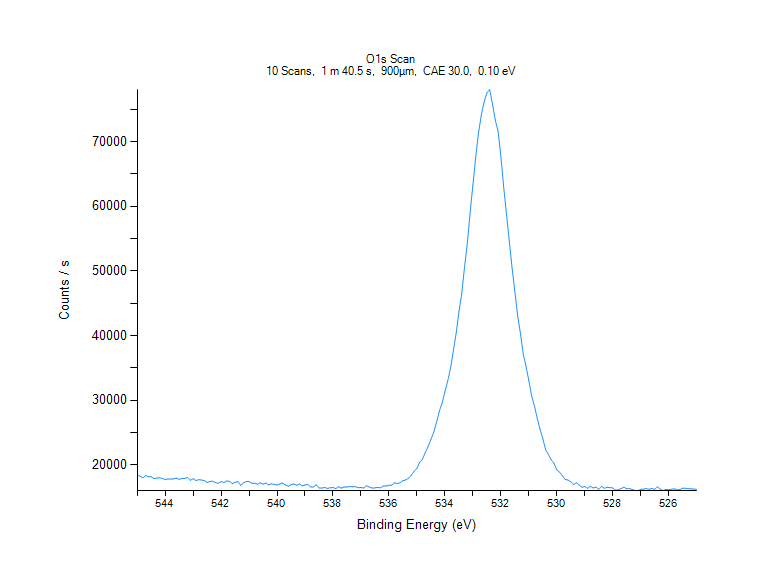 O1s Scan
10 Scans, 1 m 40.5 s, 900µm, CAE 30.0, 0.10 eV
70000
60000
50000
40000
30000
20000
Counts / s
544 542 540 538 536 534 532 530 528 526
Binding Energy (eV)